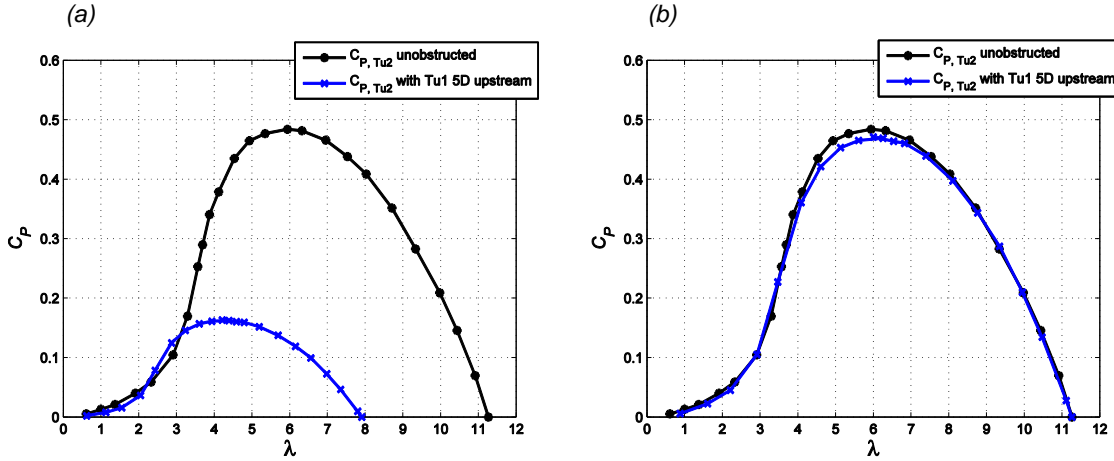 (a)
C_P, Tu2 unobstructed
C_P, Tu2 with Tu1 5D upstream
0.6
0.5
0.4
0.3
0.2
0.1
0
C_P
0 1 2 3 4 5 6 7 8 9 10 11 12
λ
(b)
C_P, Tu2 unobstructed
C_P, Tu2 with Tu1 5D upstream
0.6
0.5
0.4
0.3
0.2
0.1
0
C_P
0 1 2 3 4 5 6 7 8 9 10 11 12
λ